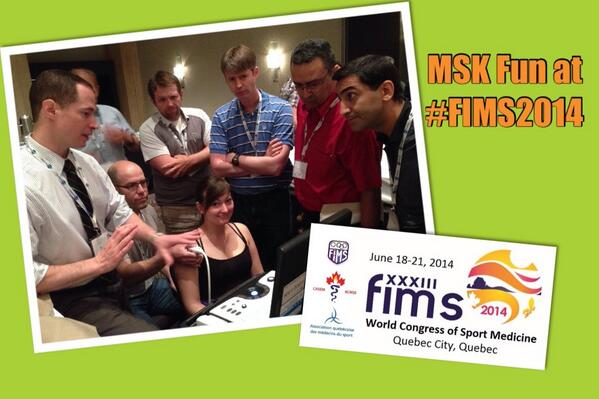 MSK Fun at
#FIMS2014
FIMS
June 18-21, 2014
CASEM ACMSE
XXXIII
fims
2014
World Congress of Sport Medicine
Quebec City, Quebec
Association québécoise
des médecins du sport